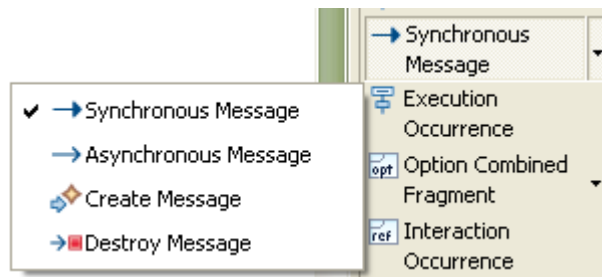 Synchronous
Message
Synchronous Message
Asynchronous Message
Create Message
Destroy Message
Execution
Occurrence
opt Option Combined
Fragment
ref Interaction
Occurrence